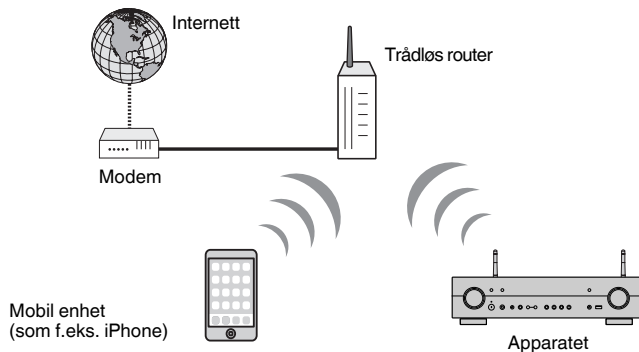 Internett
Trådløs router
Modem
Mobil enhet
(som f.eks. iPhone)
Apparatet